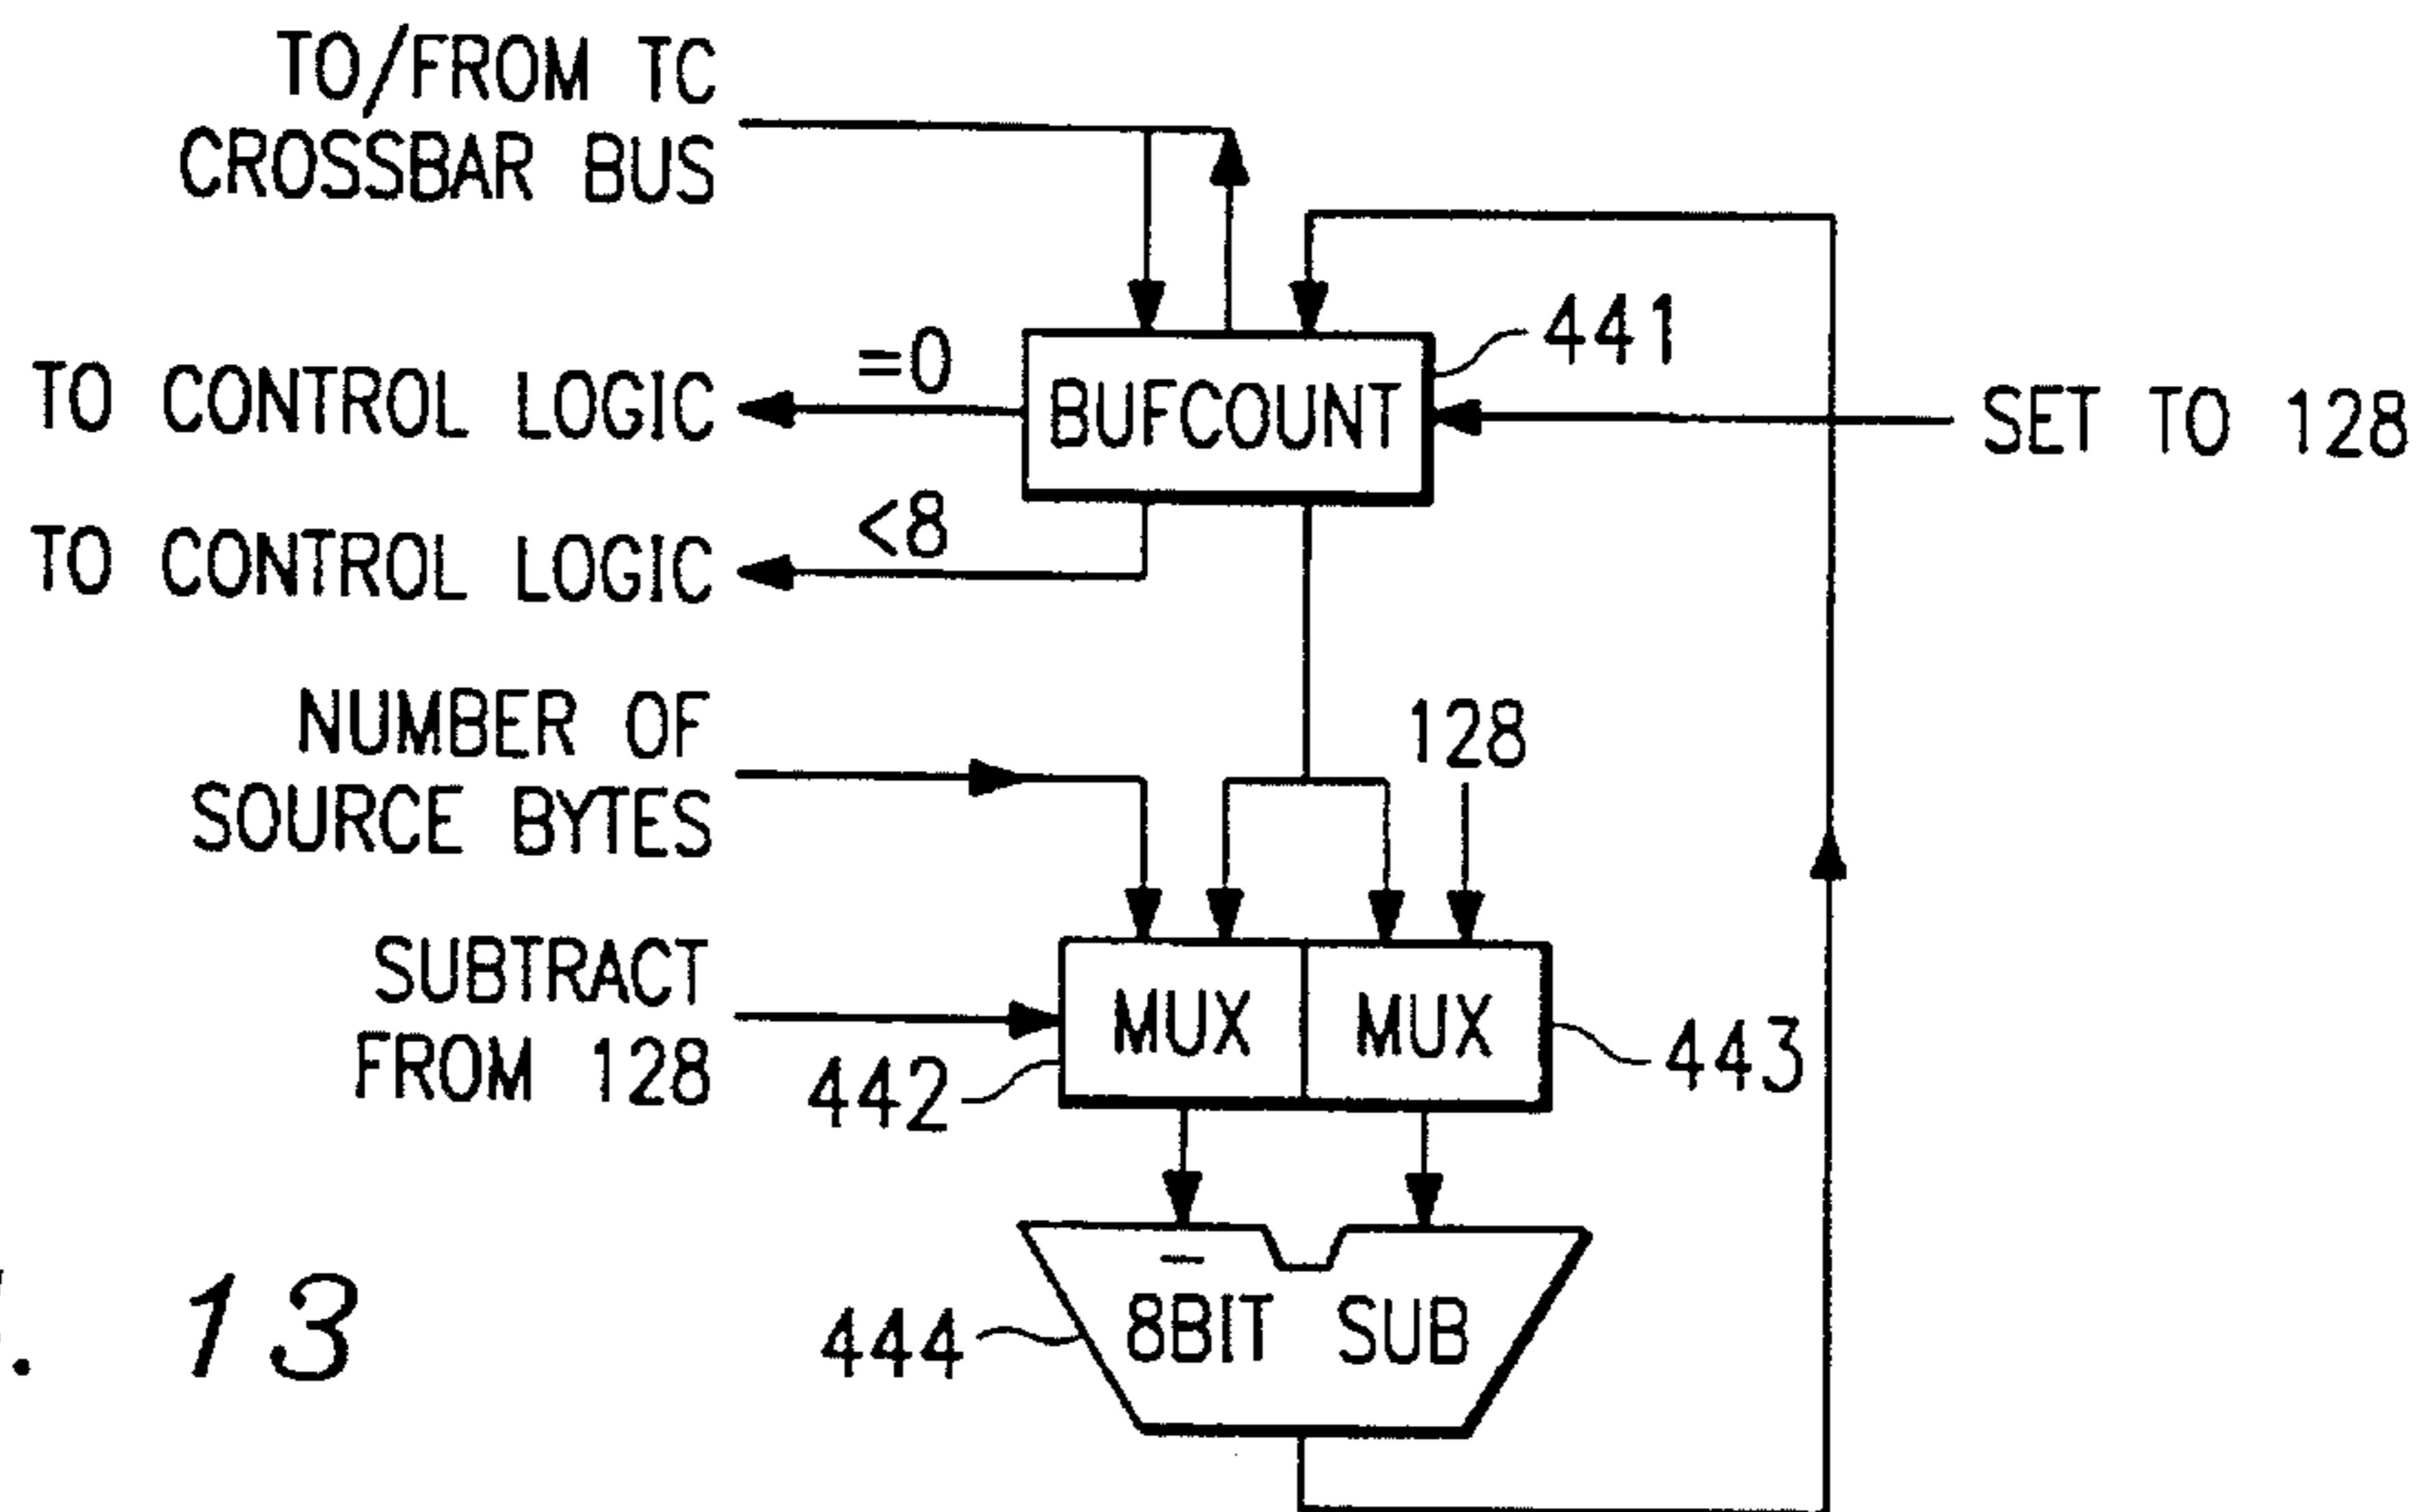 TO/FROM TC
CROSSBAR BUS
=0
441
TO CONTROL LOGIC
BUFCOUNT
SET TO 128
<8
TO CONTROL LOGIC
NUMBER OF
SOURCE BYTES
128
SUBTRACT
FROM 128
MUX
MUX
442
443
–
8BIT SUB
444
. 13